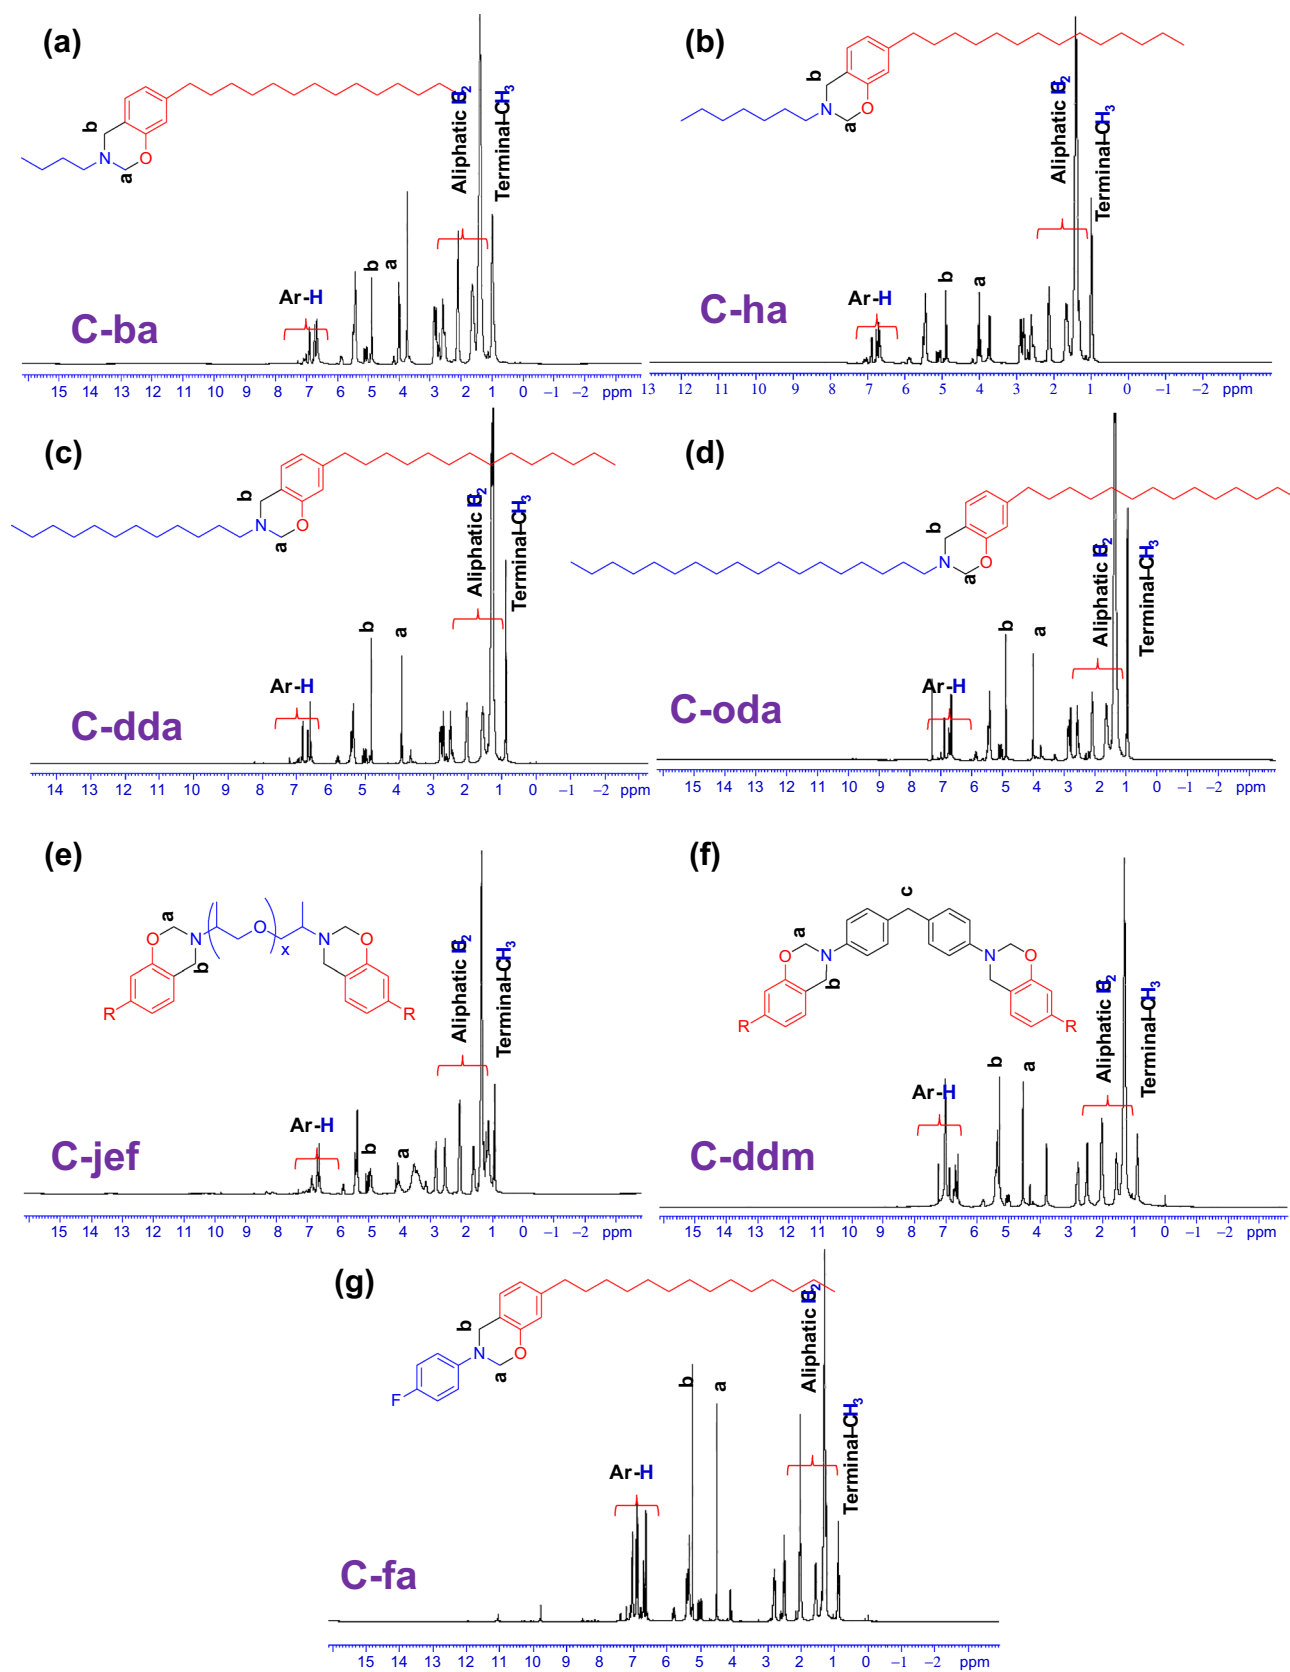 (a)
b
N
a
O
Aliphatic CH2
Terminal-CH3
Ar-H
b
a
C-ba
15 14 13 12 11 10 9 8 7 6 5 4 3 2 1 0 −1 −2 ppm
(b)
b
N
a
O
Aliphatic CH2
Terminal-CH3
Ar-H
b
a
C-ha
13 12 11 10 9 8 7 6 5 4 3 2 1 0 −1 −2 ppm
(c)
b
N
a
O
Aliphatic CH2
Terminal-CH3
Ar-H
b
a
C-dda
14 13 12 11 10 9 8 7 6 5 4 3 2 1 0 −1 −2 ppm
(d)
b
N
a
O
Aliphatic CH2
Terminal-CH3
Ar-H
b
a
C-oda
15 14 13 12 11 10 9 8 7 6 5 4 3 2 1 0 −1 −2 ppm
(e)
a
O
N
b
O
x
N
O
R
R
Aliphatic CH2
Terminal-CH3
Ar-H
b
a
C-jef
15 14 13 12 11 10 9 8 7 6 5 4 3 2 1 0 −1 −2 ppm
(f)
c
a
O
N
b
N
O
R
R
Aliphatic CH2
Terminal-CH3
Ar-H
b
a
C-ddm
15 14 13 12 11 10 9 8 7 6 5 4 3 2 1 0 −1 −2 ppm
(g)
b
N
a
O
F
Aliphatic CH2
Terminal-CH3
Ar-H
b
a
C-fa
15 14 13 12 11 10 9 8 7 6 5 4 3 2 1 0 −1 −2 ppm